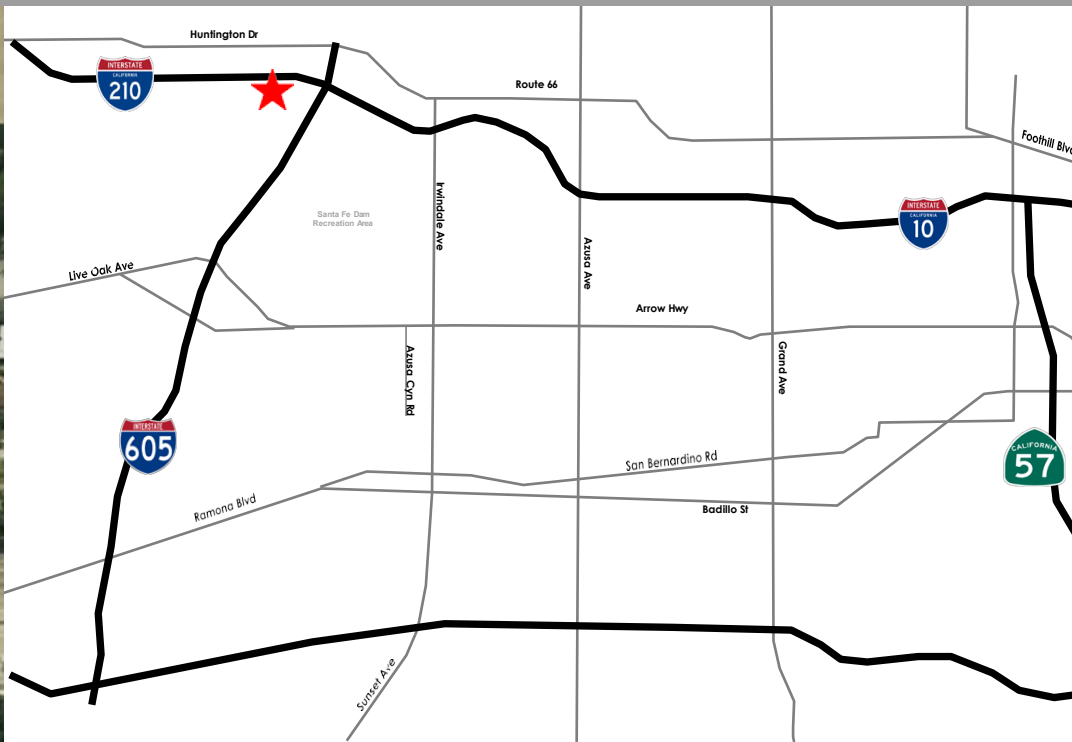 Huntington Dr
INTERSTATE
CALIFORNIA
210
Route 66
Foothill Blv
Irwindale Ave
INTERSTATE
CALIFORNIA
10
Santa Fe Dam
Recreation Area
Azusa Ave
Live Oak Ave
Arrow Hwy
Azusa Cyn Rd
Grand Ave
INTERSTATE
605
CALIFORNIA
57
San Bernardino Rd
Ramona Blvd
Badillo St
Sunset Ave